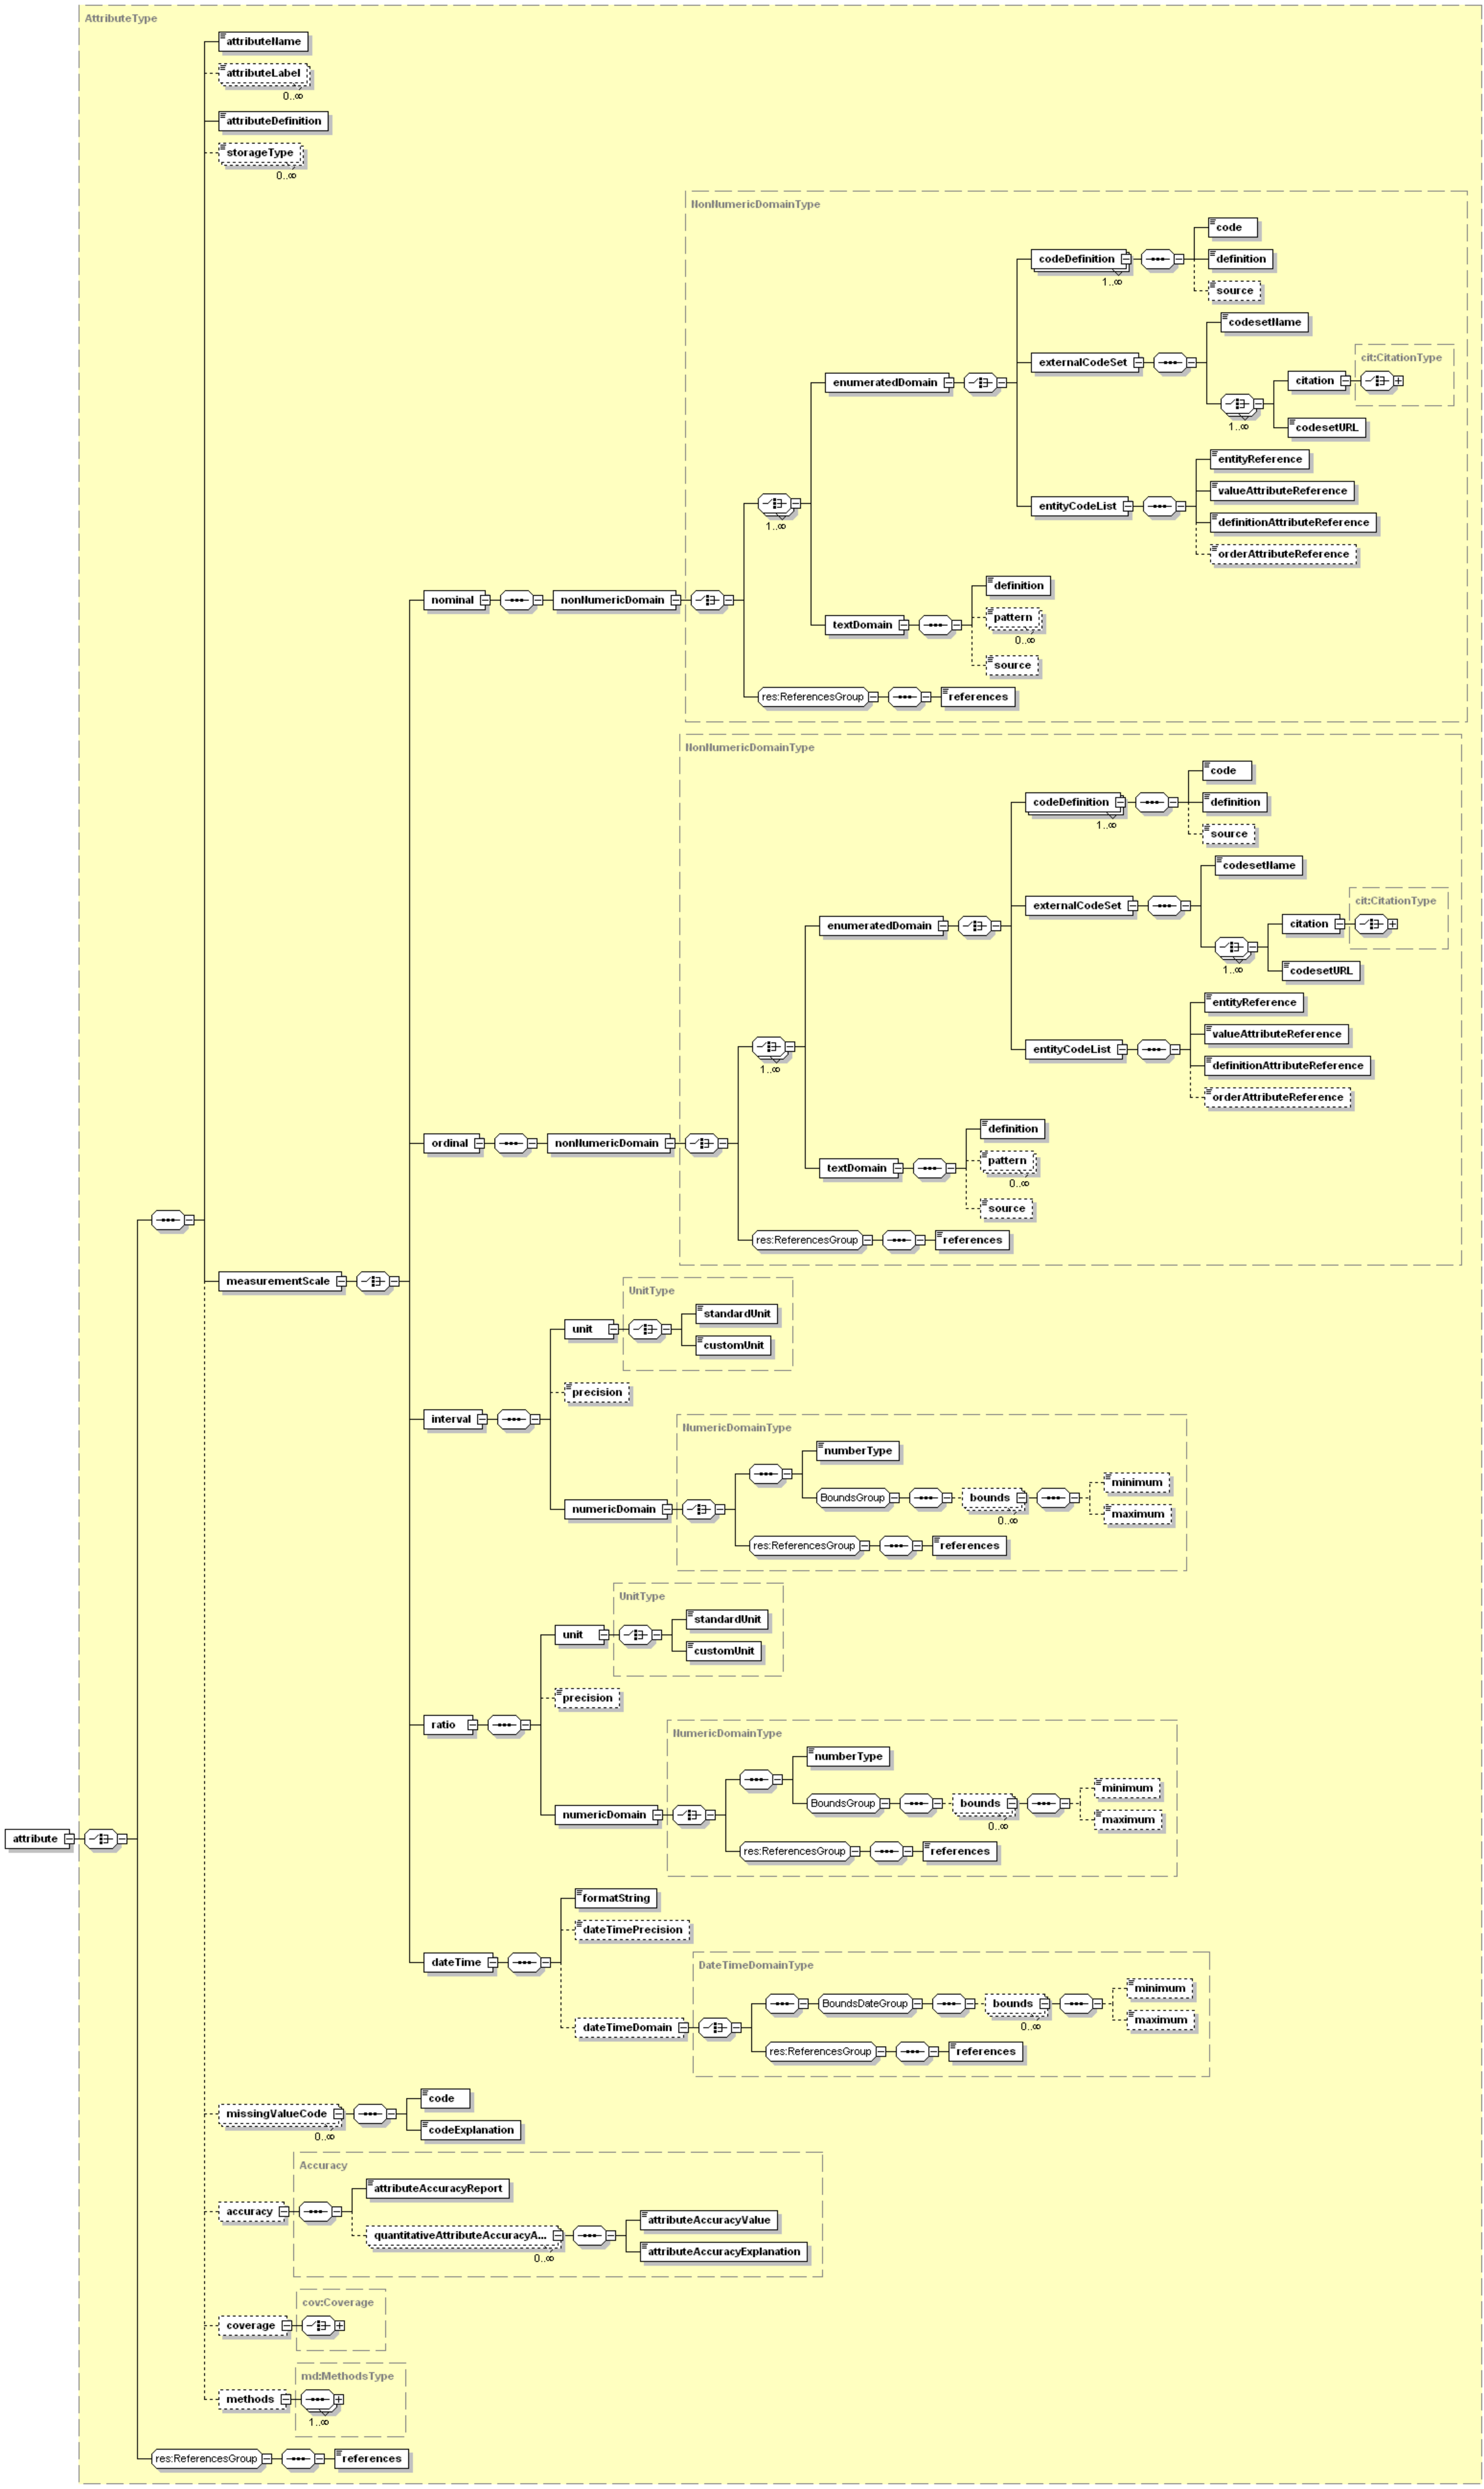 AttributeType
attributeName
attributeLabel
0..∞
attributeDefinition
storageType
0..∞
NonNumericDomainType
code
codeDefinition
definition
1..∞
source
codesetName
cit:CitationType
externalCodeSet
citation
enumeratedDomain
1..∞
codesetURL
entityReference
valueAttributeReference
entityCodeList
definitionAttributeReference
1..∞
orderAttributeReference
definition
nominal
nonNumericDomain
pattern
textDomain
0..∞
source
res:ReferencesGroup
references
NonNumericDomainType
code
codeDefinition
definition
1..∞
source
codesetName
cit:CitationType
externalCodeSet
citation
enumeratedDomain
1..∞
codesetURL
entityReference
valueAttributeReference
entityCodeList
definitionAttributeReference
1..∞
orderAttributeReference
definition
ordinal
nonNumericDomain
pattern
textDomain
0..∞
source
res:ReferencesGroup
references
measurementScale
UnitType
standardUnit
unit
customUnit
precision
interval
NumericDomainType
numberType
minimum
BoundsGroup
bounds
numericDomain
maximum
0..∞
res:ReferencesGroup
references
UnitType
standardUnit
unit
customUnit
precision
ratio
NumericDomainType
numberType
minimum
BoundsGroup
bounds
numericDomain
maximum
0..∞
attribute
res:ReferencesGroup
references
formatString
dateTimePrecision
dateTime
DateTimeDomainType
minimum
BoundsDateGroup
bounds
maximum
dateTimeDomain
0..∞
res:ReferencesGroup
references
code
missingValueCode
codeExplanation
0..∞
Accuracy
attributeAccuracyReport
accuracy
attributeAccuracyValue
quantitativeAttributeAccuracyA...
attributeAccuracyExplanation
0..∞
cov:Coverage
coverage
md:MethodsType
methods
1..∞
res:ReferencesGroup
references